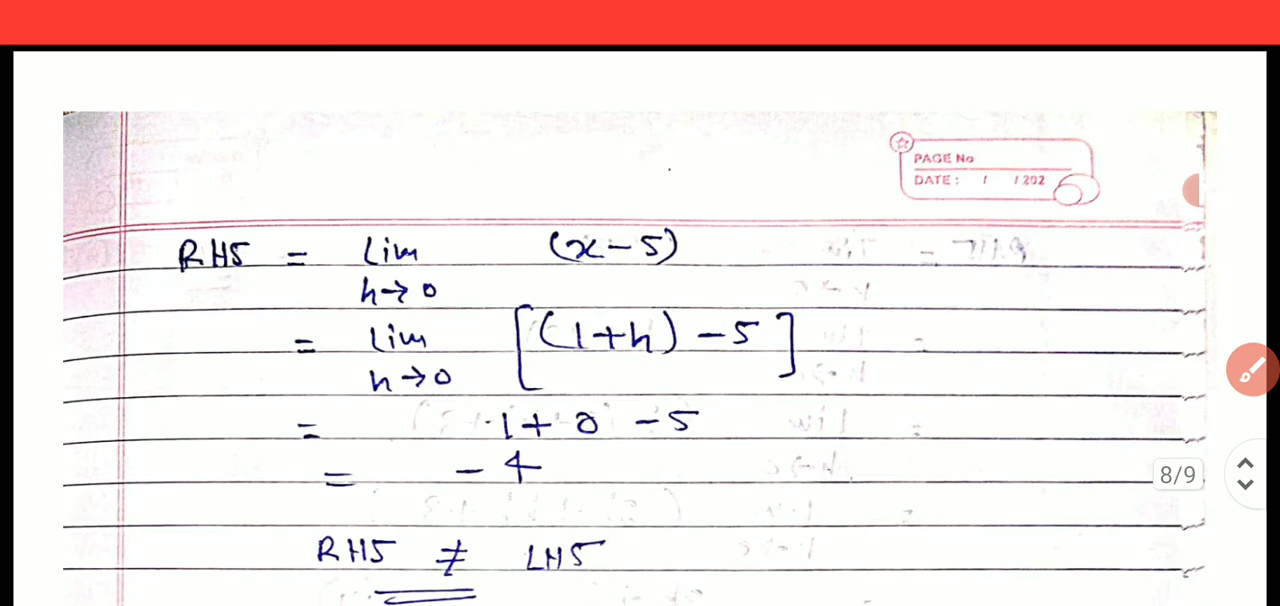 PAGE No
DATE: / /202
RHS = Lim (x-5)
h→0
= Lim [(1+h)-5]
h→0
= 1+0-5
= -4
8/9
RHS ≠ LHS